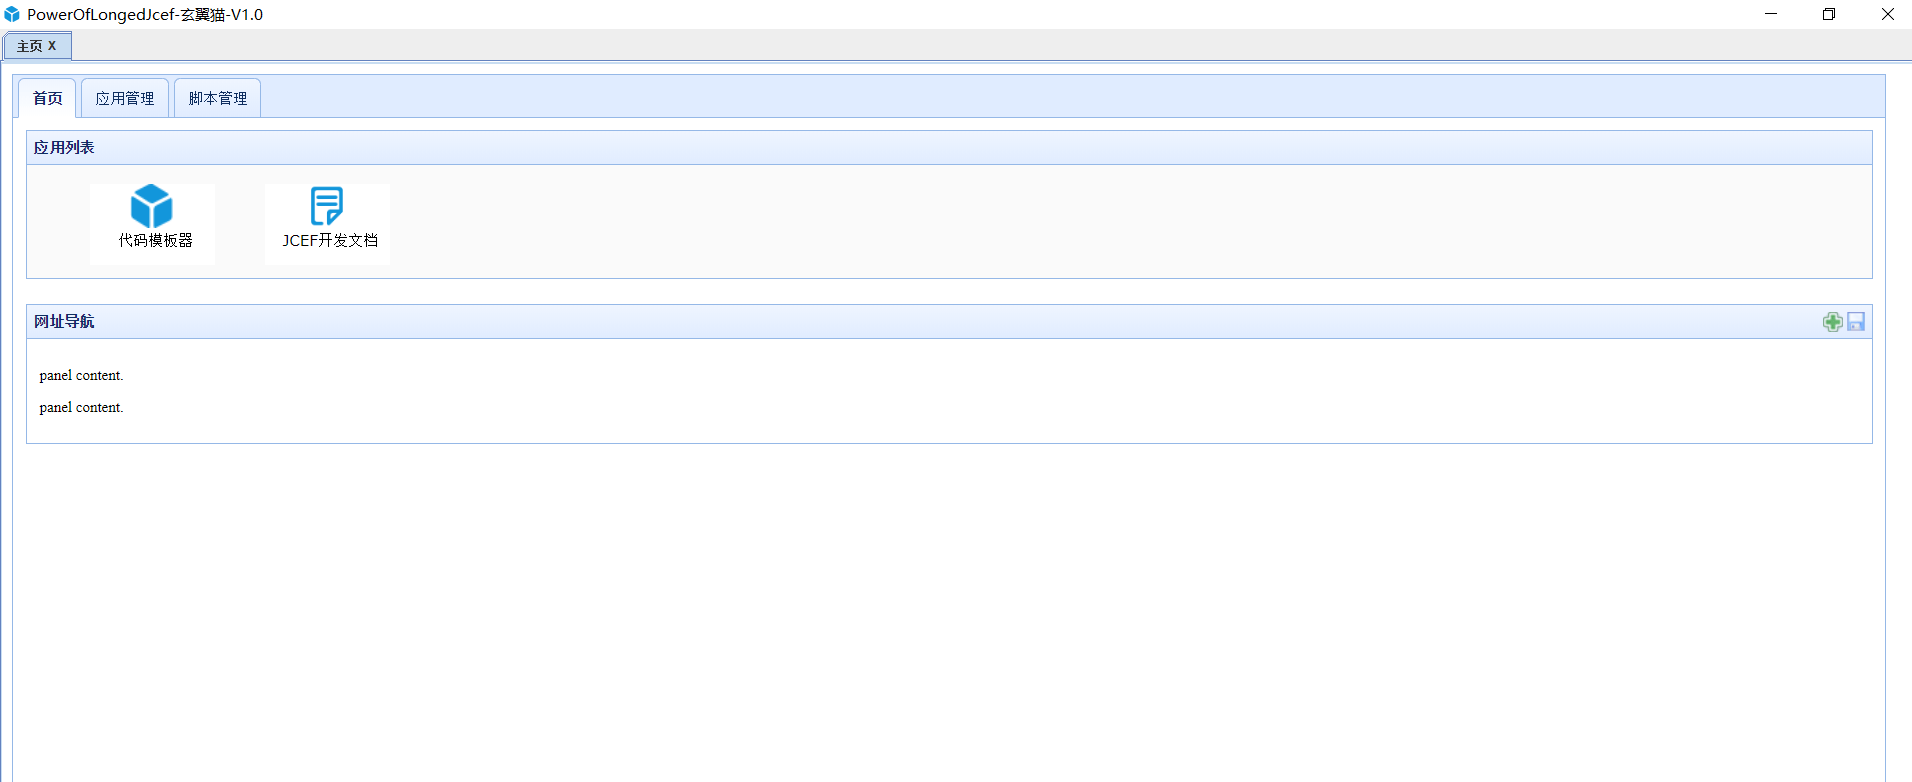 PowerOfLongedJcef-玄翼猫-V1.0
主页 X
首页 应用管理 脚本管理
应用列表
代码模板器 JCEF开发文档
网址导航
panel content.
panel content.